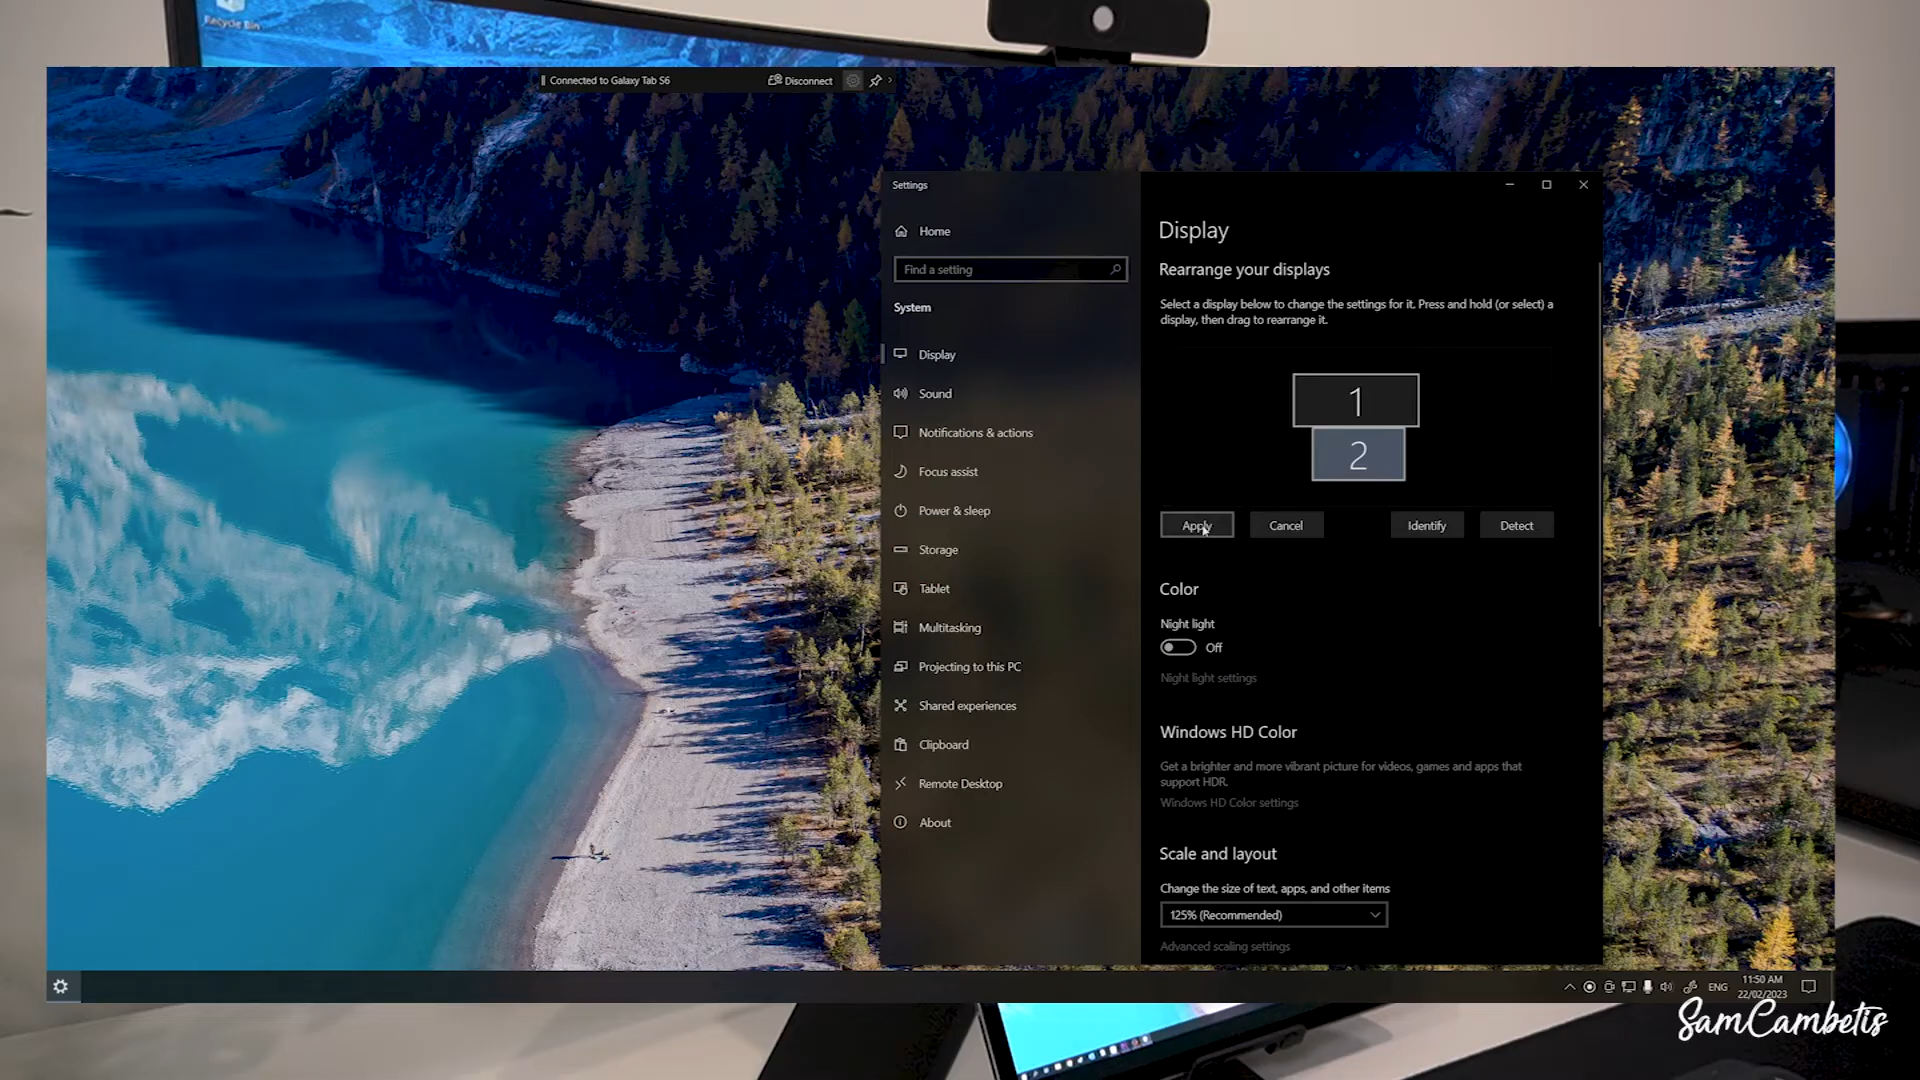 Recycle Bin
Connected to Galaxy Tab S6
Disconnect
Settings
Home
Find a setting
System
Display
Sound
Notifications & actions
Focus assist
Power & sleep
Storage
Tablet
Multitasking
Projecting to this PC
Shared experiences
Clipboard
Remote Desktop
About
Display
Rearrange your displays
Select a display below to change the settings for it. Press and hold (or select) a
display, then drag to rearrange it.
1
2
Apply
Cancel
Identify
Detect
Color
Night light
Off
Night light settings
Windows HD Color
Get a brighter and more vibrant picture for videos, games and apps that
support HDR.
Windows HD Color settings
Scale and layout
Change the size of text, apps, and other items
125% (Recommended)
Advanced scaling settings
ENG
11:50 AM
22/02/2023
SamCambetis